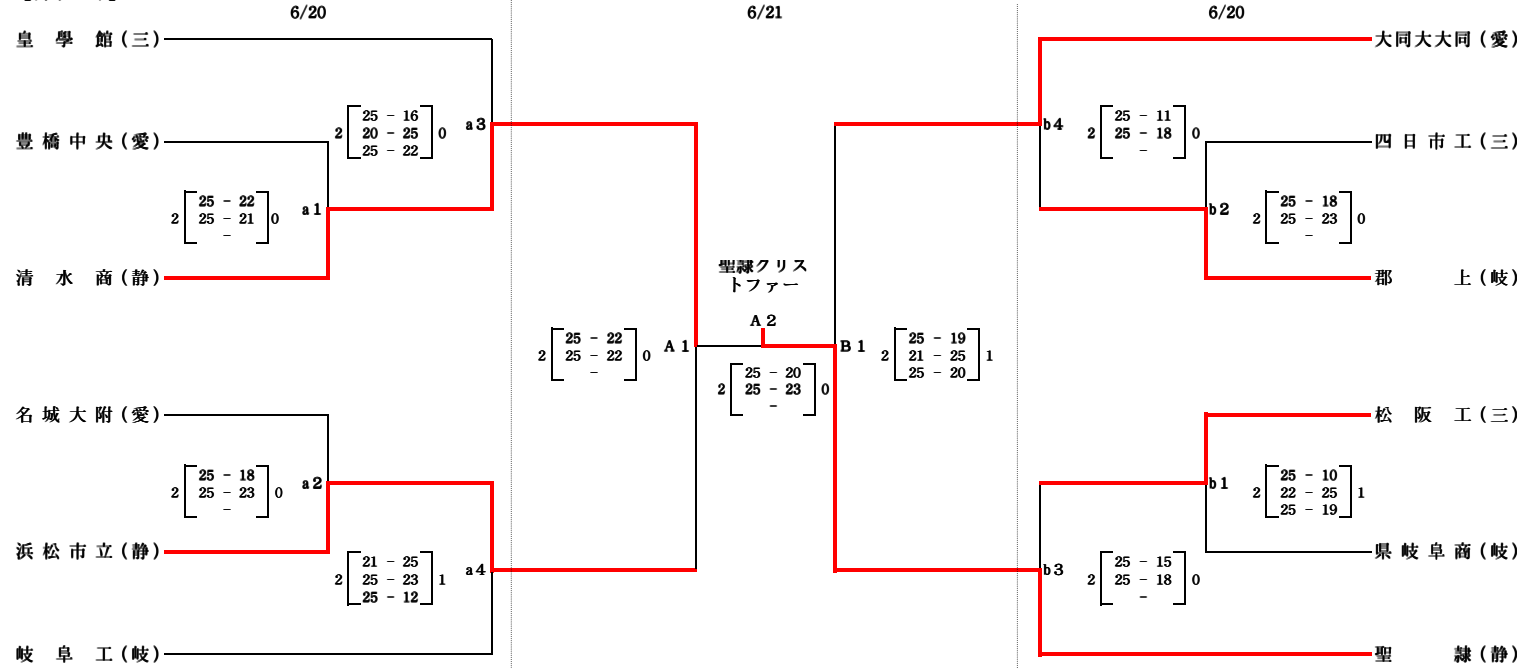 6/20
6/21
6/20
皇學館(三)
大同大大同(愛)
2 25 - 16 0
20 - 25
25 - 22
a3
b4
2 25 - 11 0
25 - 18
-
豊橋中央(愛)
四日市工(三)
2 25 - 22 0
25 - 21
-
a1
b2
2 25 - 18 0
25 - 23
-
清水商(静)
郡上(岐)
聖隷クリス
トファー
A2
2 25 - 22 0
25 - 22
-
A1
B1
2 25 - 19 1
21 - 25
25 - 20
2 25 - 20 0
25 - 23
-
名城大附(愛)
松阪工(三)
2 25 - 18 0
25 - 23
-
a2
b1
2 25 - 10 1
22 - 25
25 - 19
浜松市立(静)
県岐阜商(岐)
2 21 - 25 1
25 - 23
25 - 12
a4
b3
2 25 - 15 0
25 - 18
-
岐阜工(岐)
聖隷(静)